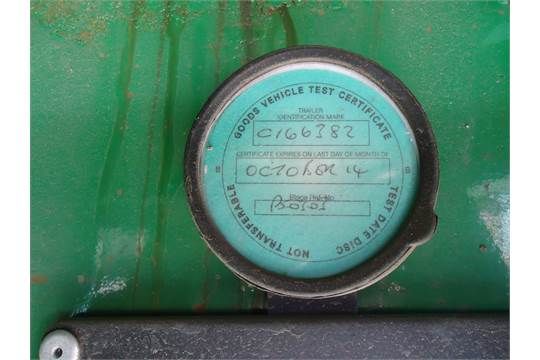 GOODS VEHICLE TEST CERTIFICATE
TRAILER
IDENTIFICATION MARK
C166382
CERTIFICATE EXPIRES ON LAST DAY OF MONTH OF
OCTOBER 14
TEST DATE DISC
NOT TRANSFERABLE